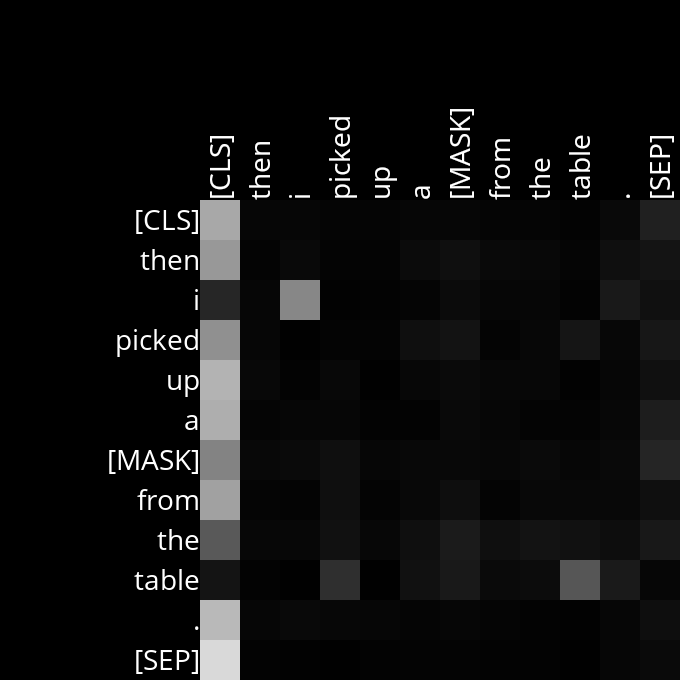 [CLS] then i picked up a [MASK] from the table . [SEP]
[CLS]
then
i
picked
up
a
[MASK]
from
the
table
.
[SEP]